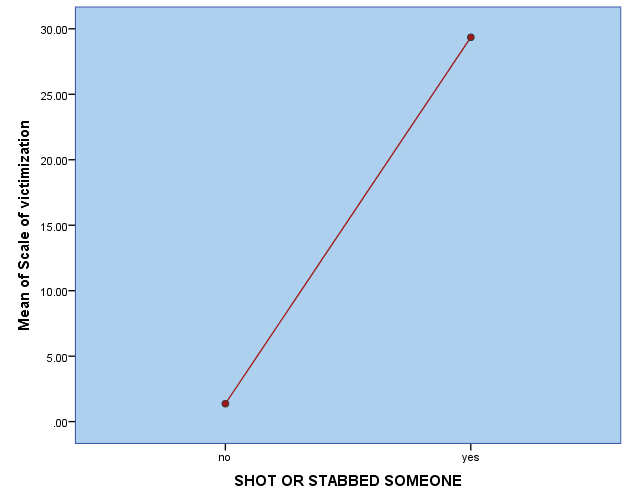 Mean of Scale of victimization
30.00
25.00
20.00
15.00
10.00
5.00
.00
no
yes
SHOT OR STABBED SOMEONE